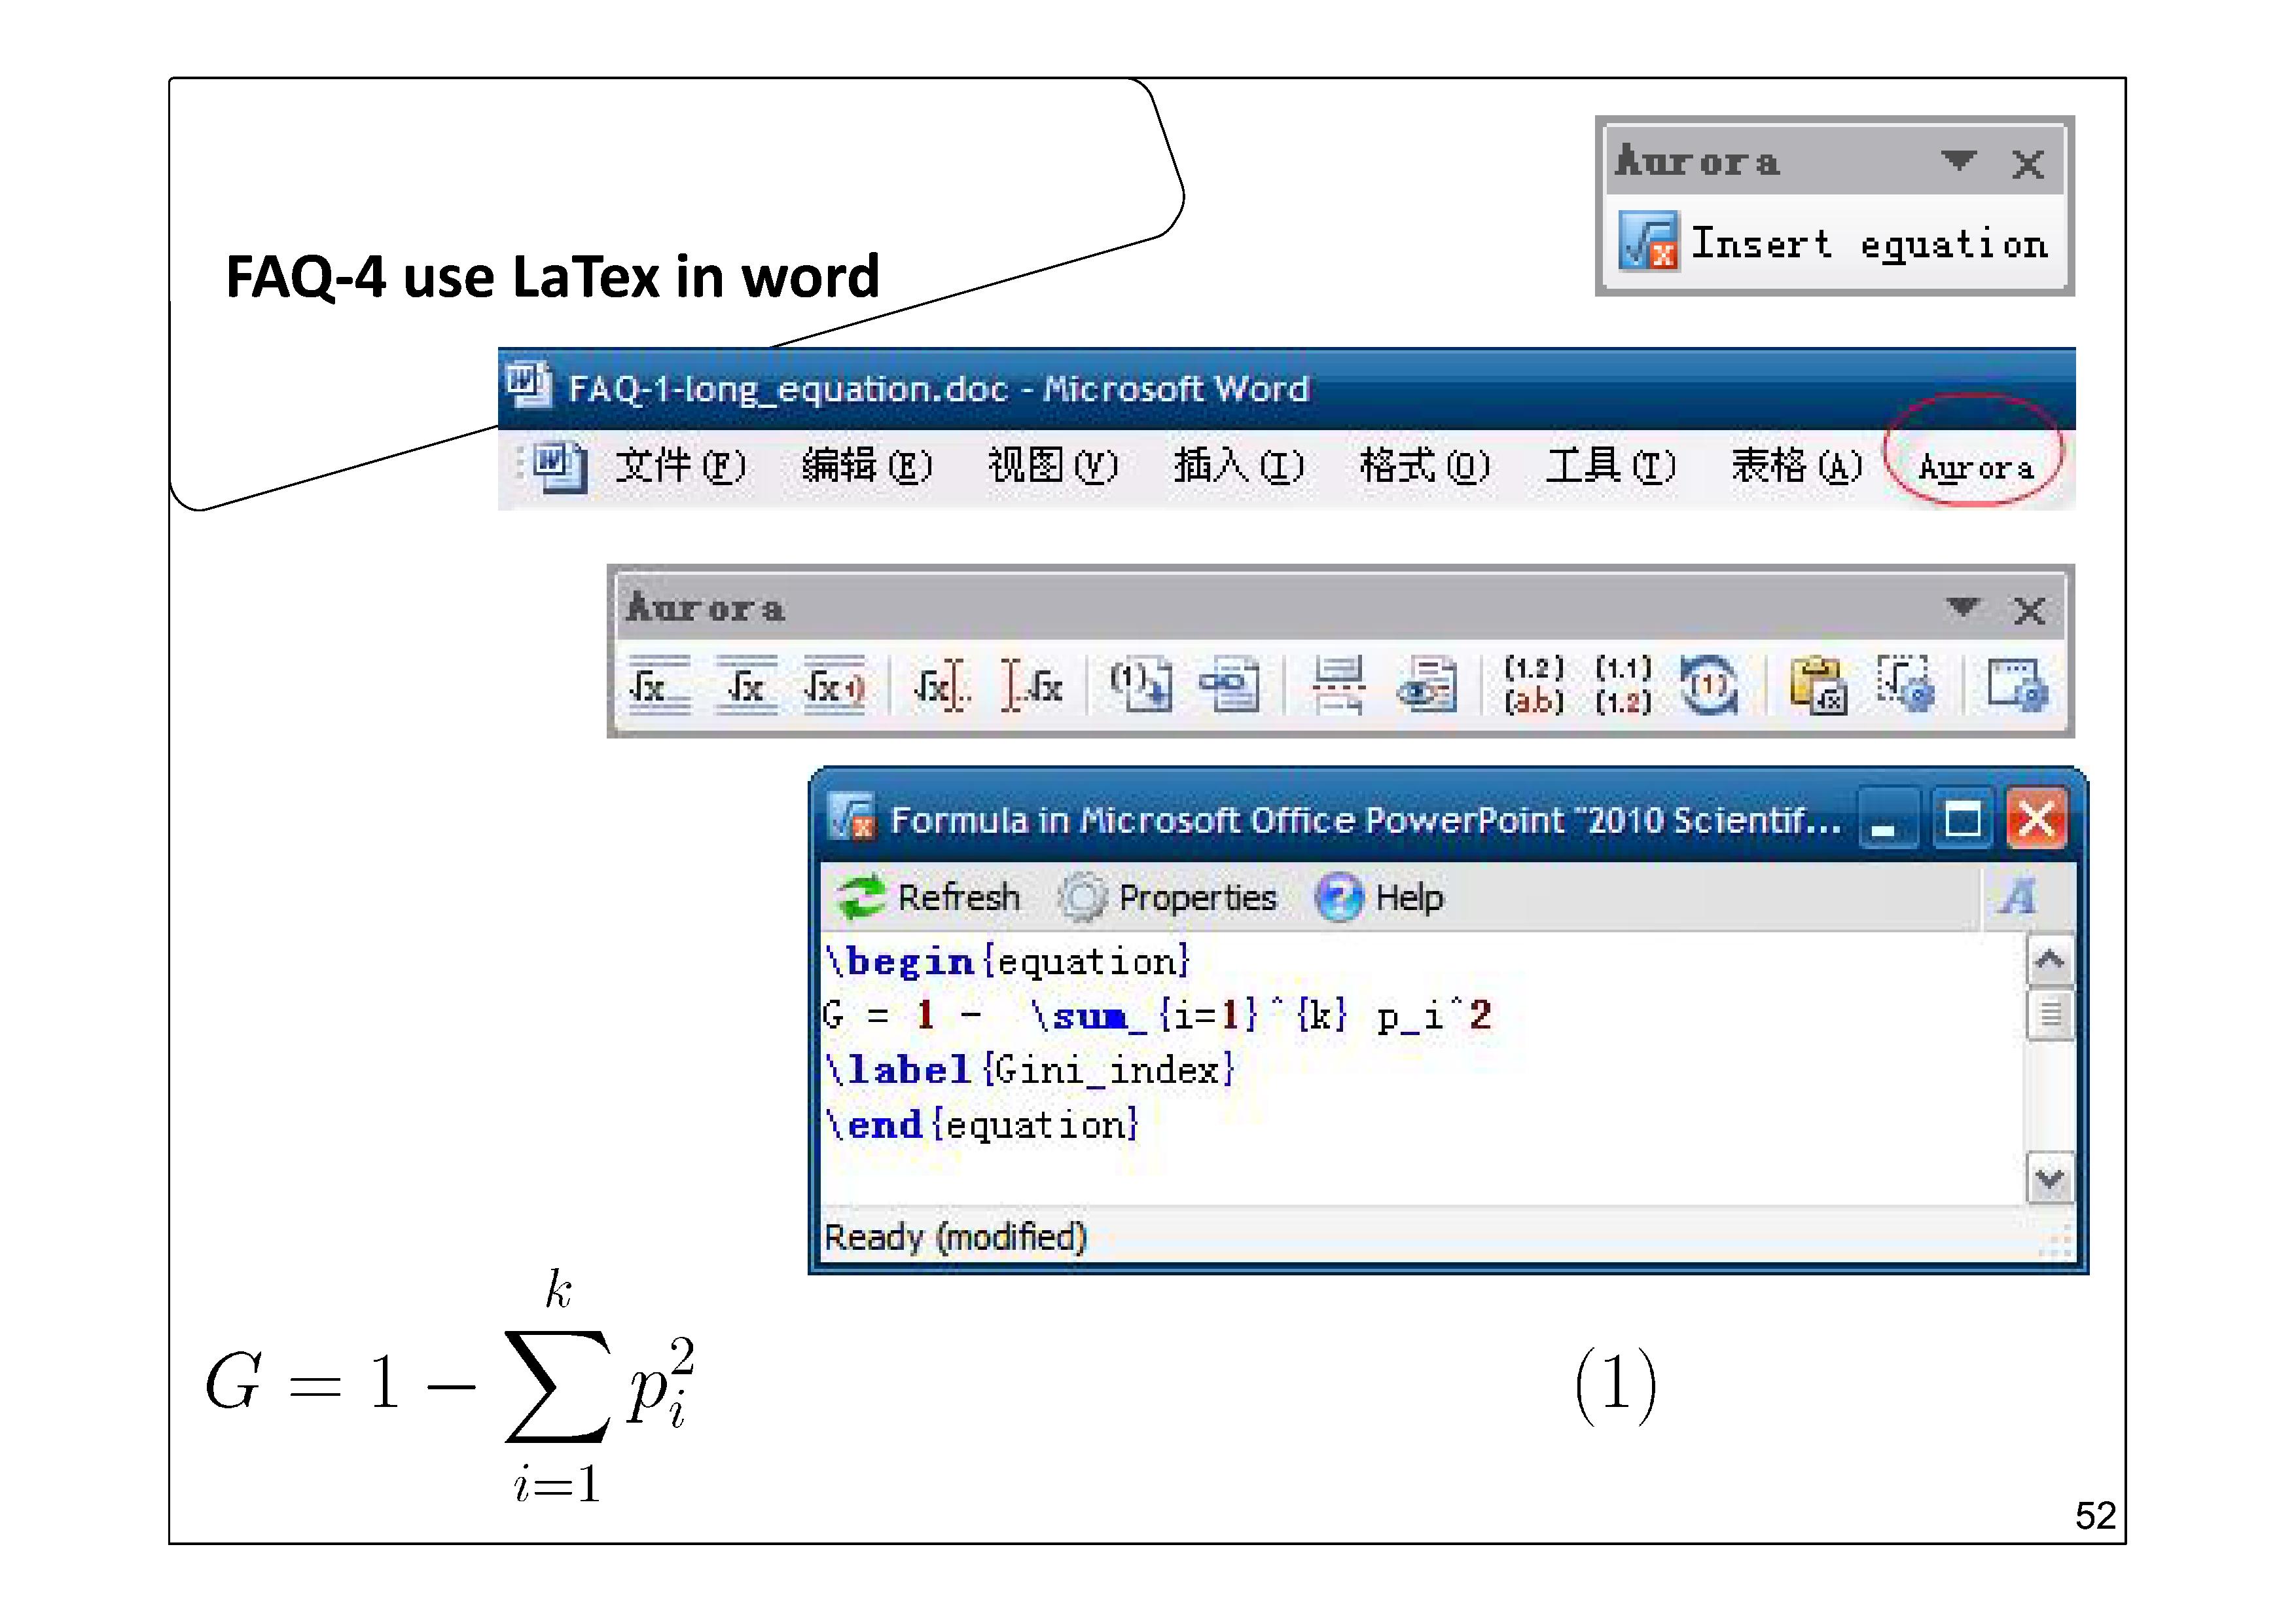 Aurora
Insert equation
FAQ-4 use LaTex in word
FAQ-1-long_equation.doc - Microsoft Word
文件(F) 编辑(E) 视图(V) 插入(I) 格式(O) 工具(T) 表格(A) Aurora
Aurora
√x √x √x 1) √x .. .. √x (1) (1.2) (a.b) (1.1) (1.2) (1) √x
Formula in Microsoft Office PowerPoint "2010 Scientif...
Refresh Properties Help A
\begin{equation}
G = 1 - \sum_{i=1}^{k} p_i^2
\label{Gini_index}
\end{equation}
Ready (modified)
G = 1 − ∑_{i=1}^{k} p_i^2 (1)
52